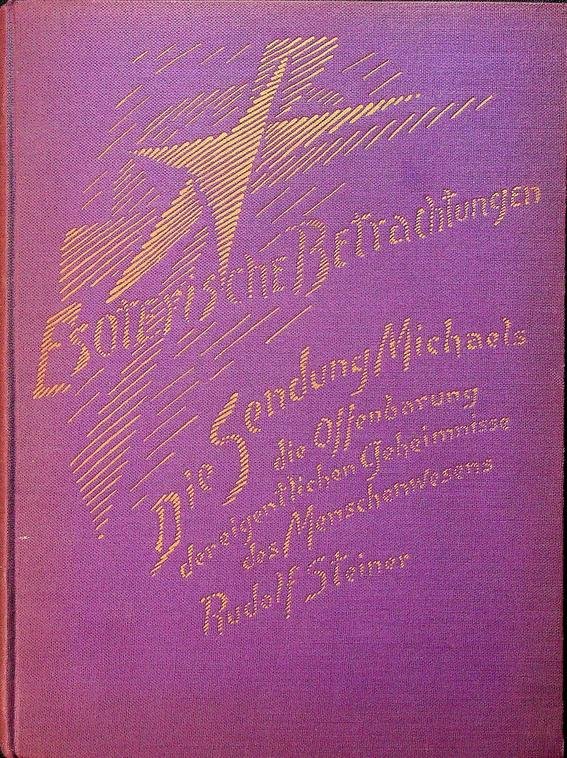 Esoterische Betrachtungen
Die Sendung Michaels
die Offenbarung
der eigentlichen Geheimnisse
des Menschenwesens
Rudolf Steiner